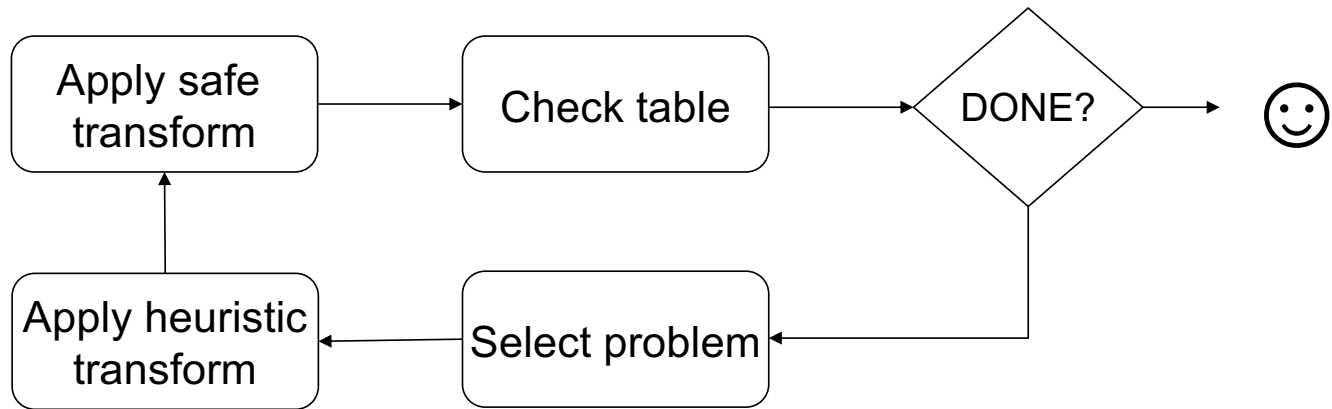 Apply safe
transform
Check table
DONE?
Apply heuristic
transform
Select problem